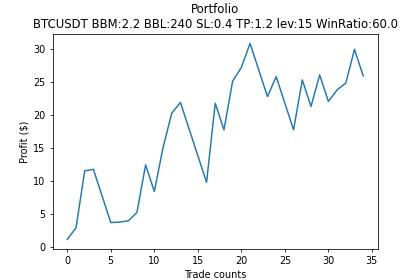 Portfolio
BTCUSDT BBM:2.2 BBL:240 SL:0.4 TP:1.2 lev:15 WinRatio:60.0
30
25
20
15
10
5
0
Profit ($)
0 5 10 15 20 25 30 35
Trade counts